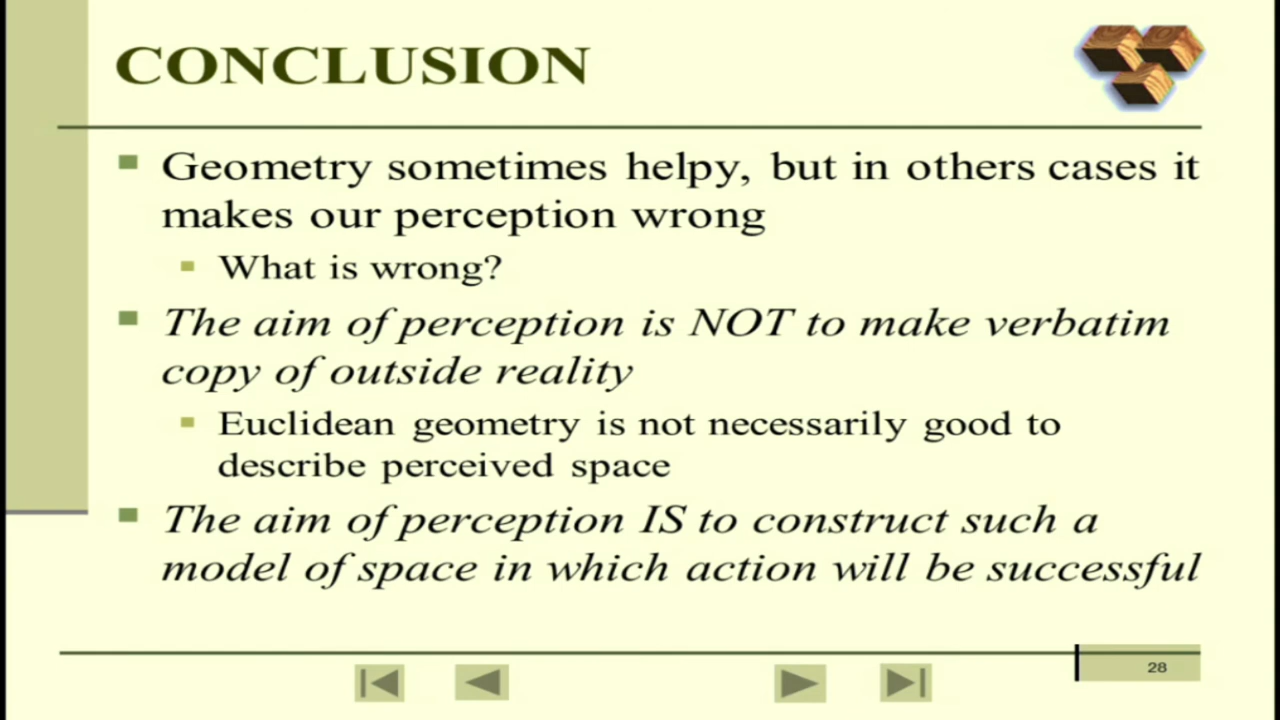 CONCLUSION
Geometry sometimes helpy, but in others cases it
makes our perception wrong
What is wrong?
The aim of perception is NOT to make verbatim
copy of outside reality
Euclidean geometry is not necessarily good to
describe perceived space
The aim of perception IS to construct such a
model of space in which action will be successful
28